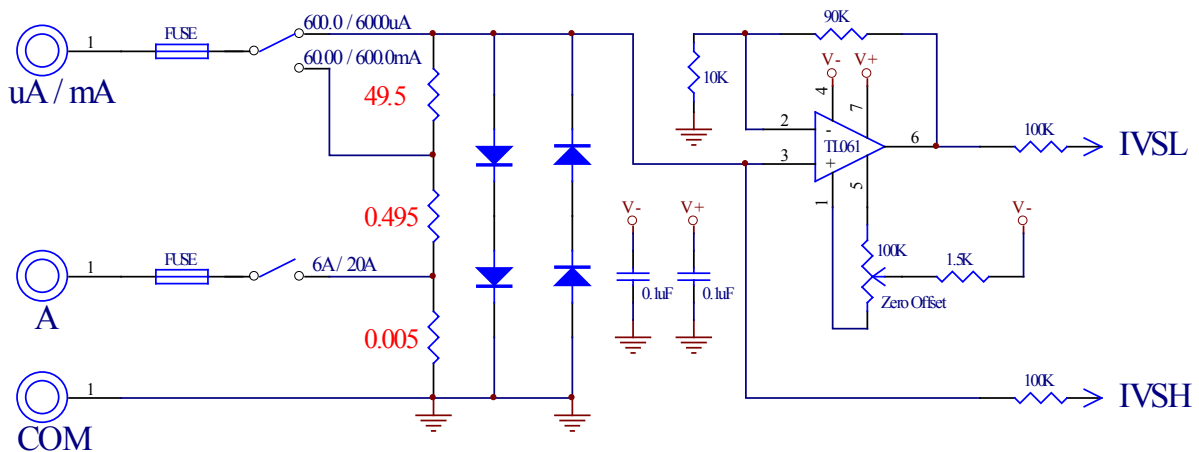 600.0 / 6000uA
1
FUSE
uA / mA
60.00 / 600.0mA
49.5
0.495
1
FUSE
6A / 20A
A
0.005
1
COM
90K
10K
V-
V+
4
7
2
-
TL061
3
+
6
1
5
100K
IVSL
V-
V+
0.1uF
0.1uF
100K
1.5K
V-
Zero Offset
100K
IVSH